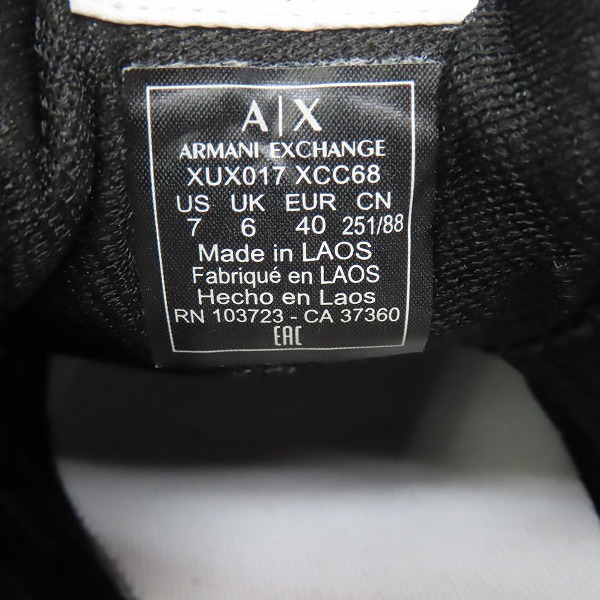 A|X
ARMANI EXCHANGE
XUX017 XCC68
US UK EUR CN
7 6 40 251/88
Made in LAOS
Fabriqué en LAOS
Hecho en Laos
RN 103723 - CA 37360
EAC